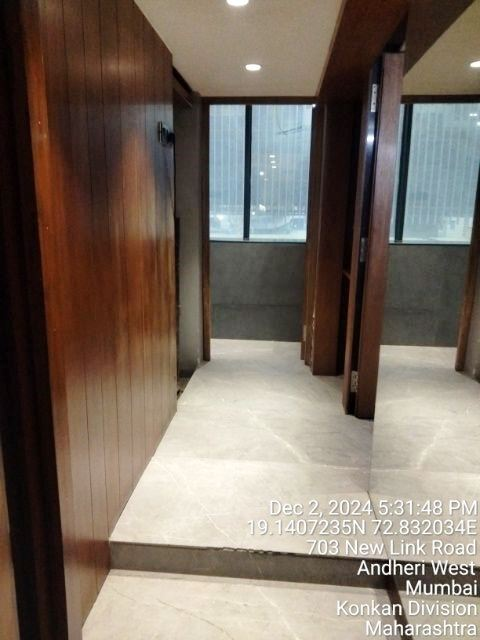 Dec 2, 2024 5:31:48 PM
19.1407235N 72.832034E
703 New Link Road
Andheri West
Mumbai
Konkan Division
Maharashtra